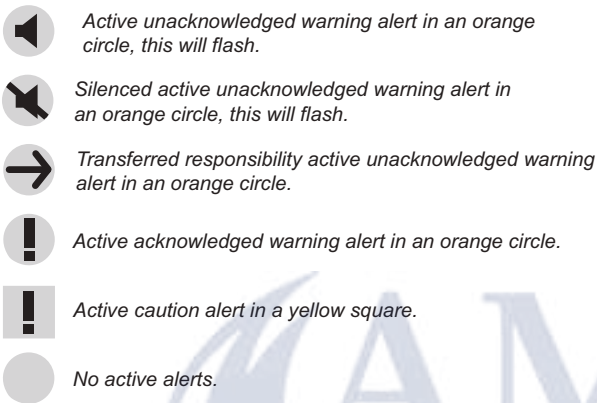 Active unacknowledged warning alert in an orange
circle, this will flash.
Silenced active unacknowledged warning alert in
an orange circle, this will flash.
Transferred responsibility active unacknowledged warning
alert in an orange circle.
Active acknowledged warning alert in an orange circle.
Active caution alert in a yellow square.
No active alerts.